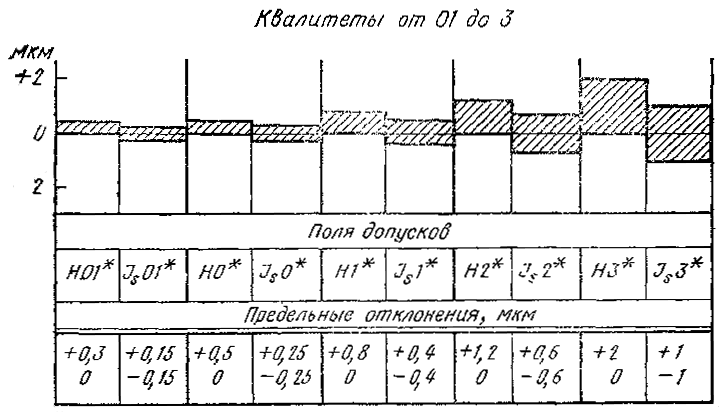 Квалитеты от 01 до 3
мкм
+2
0
2
Поля допусков
H01* Js01* H0* Js0* H1* Js1* H2* Js2* H3* Js3*
Предельные отклонения, мкм
+0,3 +0,15 +0,5 +0,25 +0,8 +0,4 +1,2 +0,6 +2 +1
0 -0,15 0 -0,25 0 -0,4 0 -0,6 0 -1